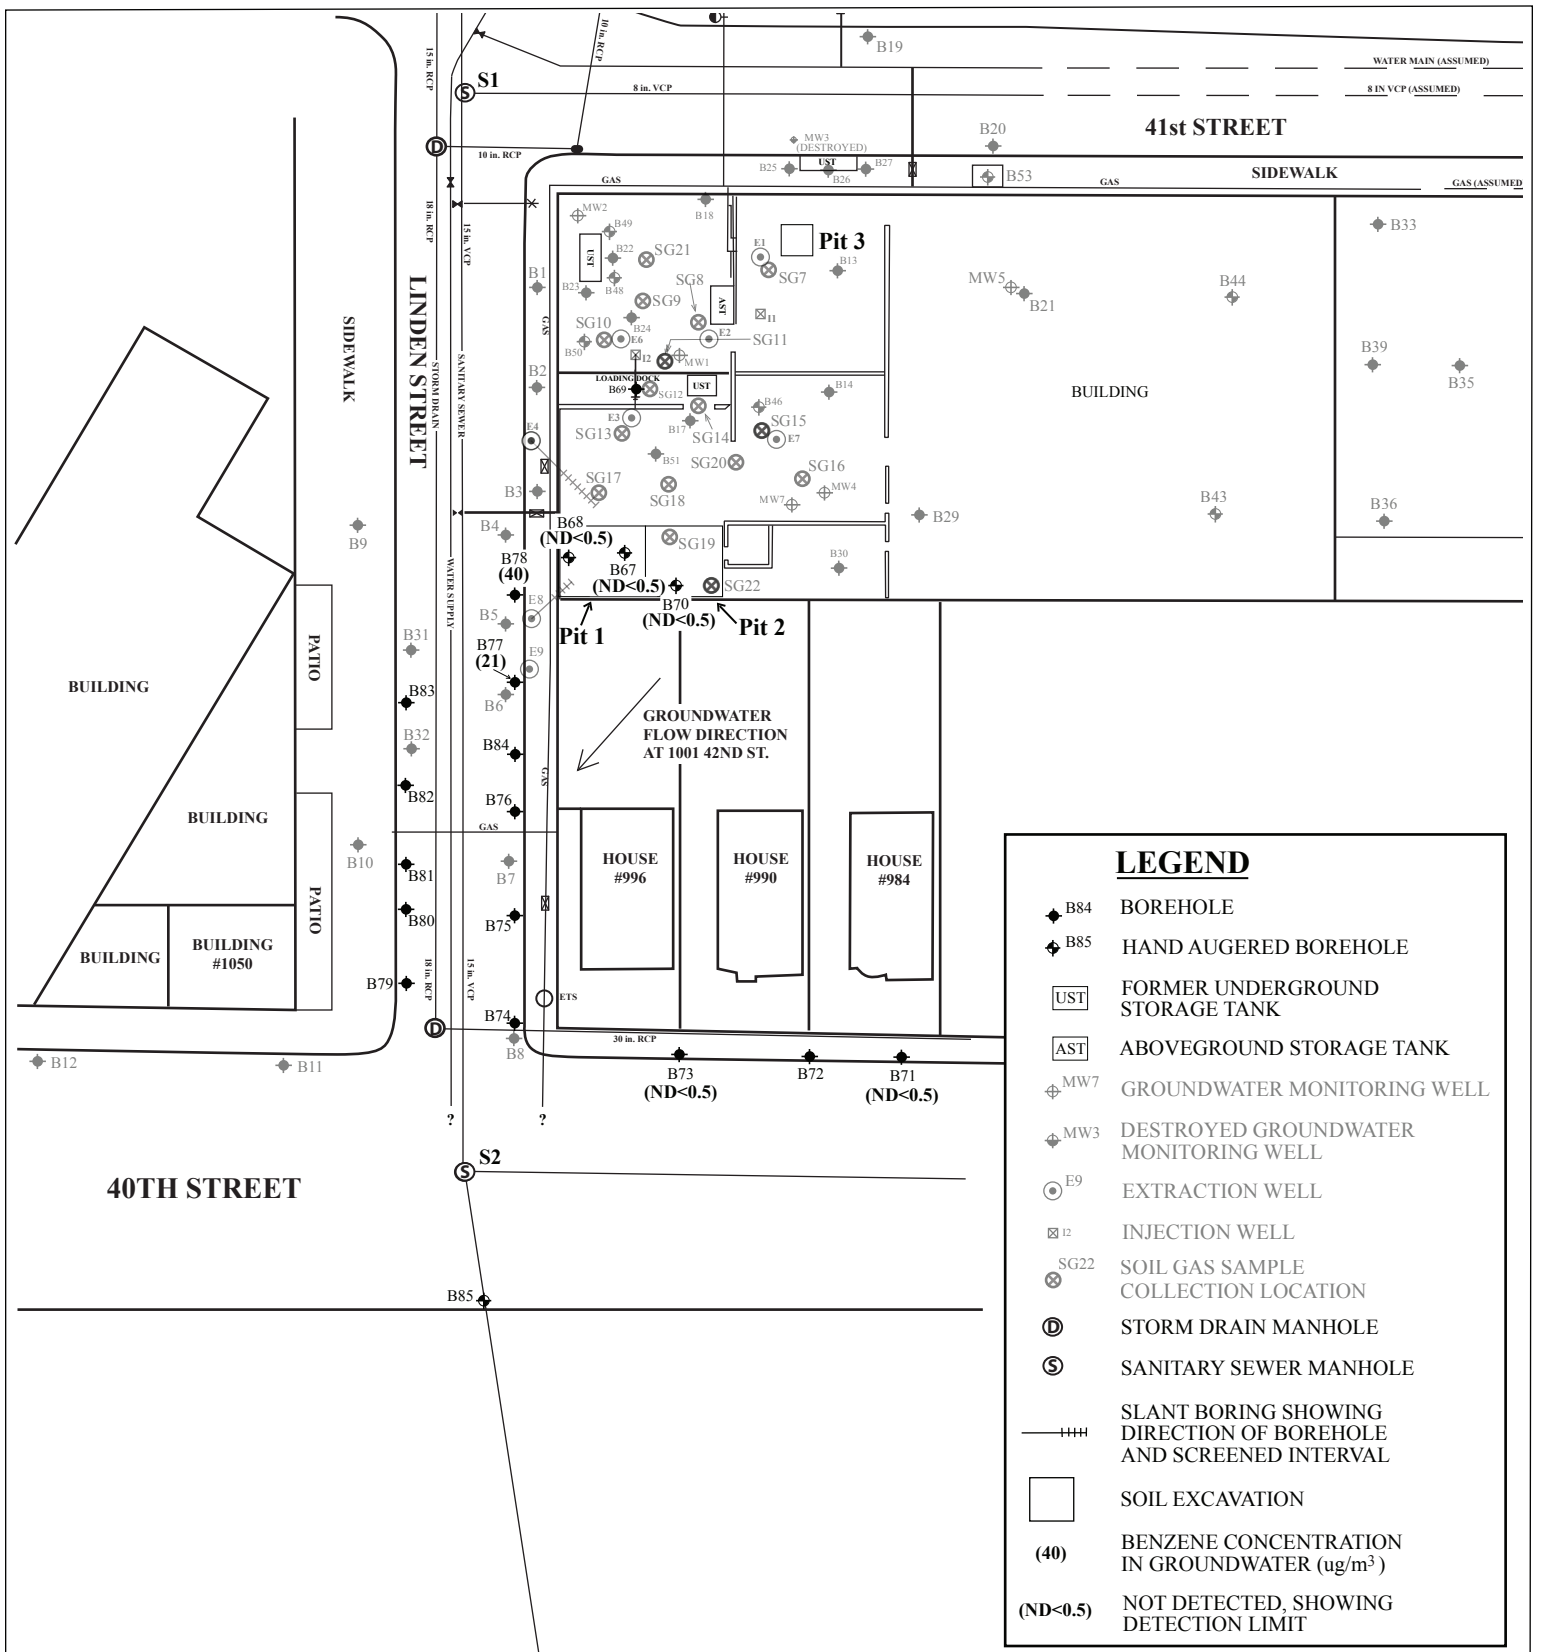 10 in. RCP
15 in. RCP
B19
WATER MAIN (ASSUMED)
S1
8 in. VCP
8 IN VCP (ASSUMED)
41st STREET
B20
MW3
(DESTROYED)
D
10 in. RCP
B25
UST
B26
B27
B53
SIDEWALK
GAS
GAS
GAS (ASSUMED
18 in. RCP
15 in. VCP
MW2
B18
B49
UST
B22
SG21
E1
Pit 3
B33
B1
B48
B23
SG8
SG7
B13
MW5
B21
B44
LINDEN STREET
SIDEWALK
GAS
SG9
AST
I1
SG10
B24
E6
E2
SG11
B50
I2
MW1
STORM DRAIN
SANITARY SEWER
B39
B35
B2
LOADING DOCK
B69
SG12
UST
B14
BUILDING
E4
E3
SG13
B17
SG14
B46
SG15
E7
B51
SG20
SG17
SG18
SG16
B3
MW7
MW4
B9
B4
B68
(ND<0.5)
B29
B43
B36
B78
(40)
B67
(ND<0.5)
SG19
B30
SG22
WATER SUPPLY
E8
B5
B70
(ND<0.5)
Pit 1
Pit 2
B31
B77
(21)
E9
PATIO
BUILDING
B83
B6
GROUNDWATER
FLOW DIRECTION
AT 1001 42ND ST.
B32
B84
GAS
B82
B76
BUILDING
GAS
B10
B81
B7
HOUSE
#996
HOUSE
#990
HOUSE
#984
PATIO
B80
B75
BUILDING
BUILDING
#1050
18 in. RCP
15 in. VCP
B79
ETS
B74
D
B8
30 in. RCP
B12
B11
B73
(ND<0.5)
B72
B71
(ND<0.5)
?
?
S2
S
40TH STREET
B85
LEGEND
B84
BOREHOLE
B85
HAND AUGERED BOREHOLE
UST
FORMER UNDERGROUND
STORAGE TANK
AST
ABOVEGROUND STORAGE TANK
MW7
GROUNDWATER MONITORING WELL
MW3
DESTROYED GROUNDWATER
MONITORING WELL
E9
EXTRACTION WELL
I2
INJECTION WELL
SG22
SOIL GAS SAMPLE
COLLECTION LOCATION
D
STORM DRAIN MANHOLE
S
SANITARY SEWER MANHOLE
SLANT BORING SHOWING
DIRECTION OF BOREHOLE
AND SCREENED INTERVAL
SOIL EXCAVATION
(40)
BENZENE CONCENTRATION
IN GROUNDWATER (ug/m³)
(ND<0.5)
NOT DETECTED, SHOWING
DETECTION LIMIT